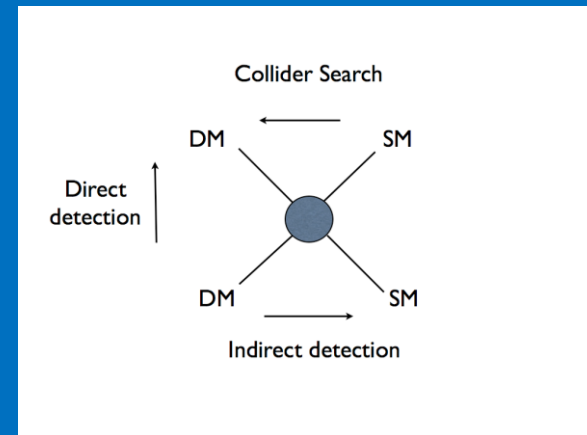 Collider Search
DM
SM
Direct
detection
DM
SM
Indirect detection